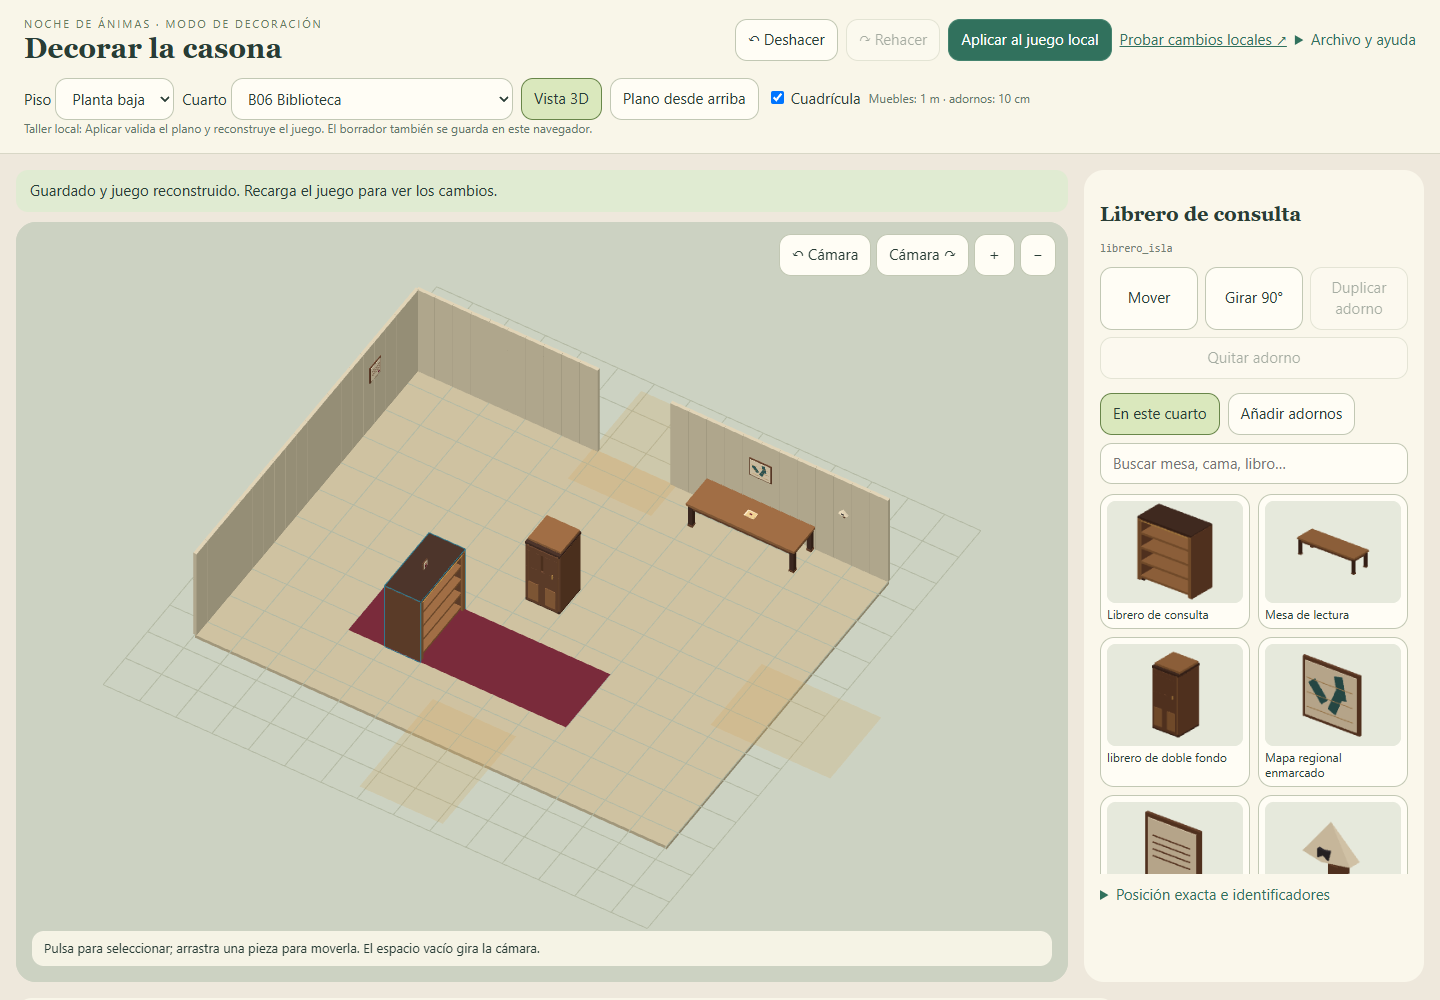 NOCHE DE ÁNIMAS · MODO DE DECORACIÓN
Decorar la casona
↶ Deshacer
↷ Rehacer
Aplicar al juego local
Probar cambios locales ↗
▶ Archivo y ayuda
Piso
Planta baja
Cuarto
B06 Biblioteca
Vista 3D
Plano desde arriba
Cuadrícula
Muebles: 1 m · adornos: 10 cm
Taller local: Aplicar valida el plano y reconstruye el juego. El borrador también se guarda en este navegador.
Guardado y juego reconstruido. Recarga el juego para ver los cambios.
↶ Cámara
Cámara ↷
+
−
Pulsa para seleccionar; arrastra una pieza para moverla. El espacio vacío gira la cámara.
Librero de consulta
librero_isla
Mover
Girar 90°
Duplicar
adorno
Quitar adorno
En este cuarto
Añadir adornos
Buscar mesa, cama, libro...
Librero de consulta
Mesa de lectura
librero de doble fondo
Mapa regional
enmarcado
▶ Posición exacta e identificadores